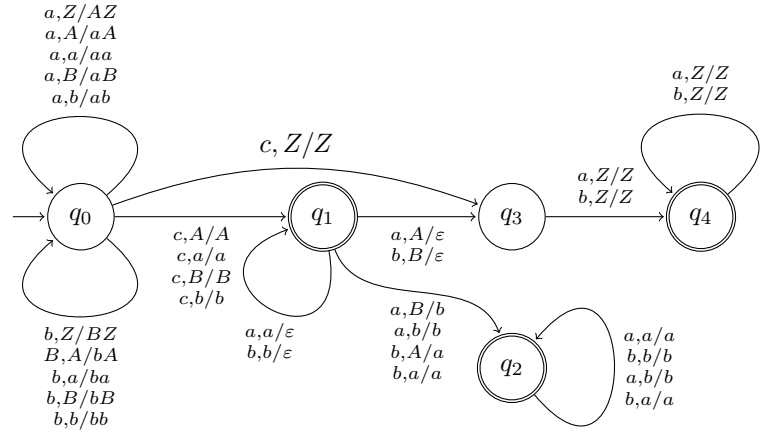 a,Z/AZ
a,A/aA
a,a/aa
a,B/aB
a,b/ab
a,Z/Z
b,Z/Z
c,Z/Z
a,Z/Z
b,Z/Z
q0
q1
q3
q4
c,A/A
c,a/a
c,B/B
c,b/b
a,A/ε
b,B/ε
a,a/ε
b,b/ε
a,B/b
a,b/b
b,A/a
b,a/a
q2
a,a/a
b,b/b
a,b/b
b,a/a
b,Z/BZ
B,A/bA
b,a/ba
b,B/bB
b,b/bb